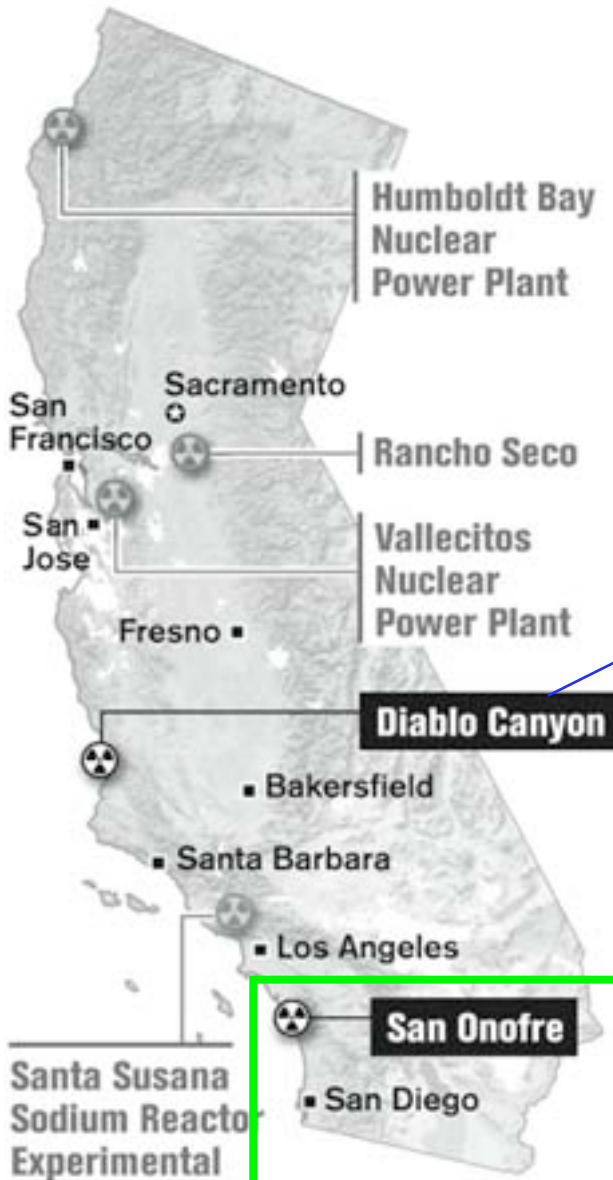 Humboldt Bay
Nuclear
Power Plant
Sacramento
San
Francisco
Rancho Seco
San
Jose
Vallecitos
Nuclear
Power Plant
Fresno
Diablo Canyon
Bakersfield
Santa Barbara
Los Angeles
San Onofre
San Diego
Santa Susana
Sodium Reactor
Experimental